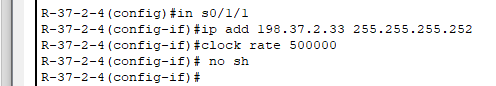 R-37-2-4(config)#in s0/1/1
R-37-2-4(config-if)#ip add 198.37.2.33 255.255.255.252
R-37-2-4(config-if)#clock rate 500000
R-37-2-4(config-if)# no sh
R-37-2-4(config-if)#